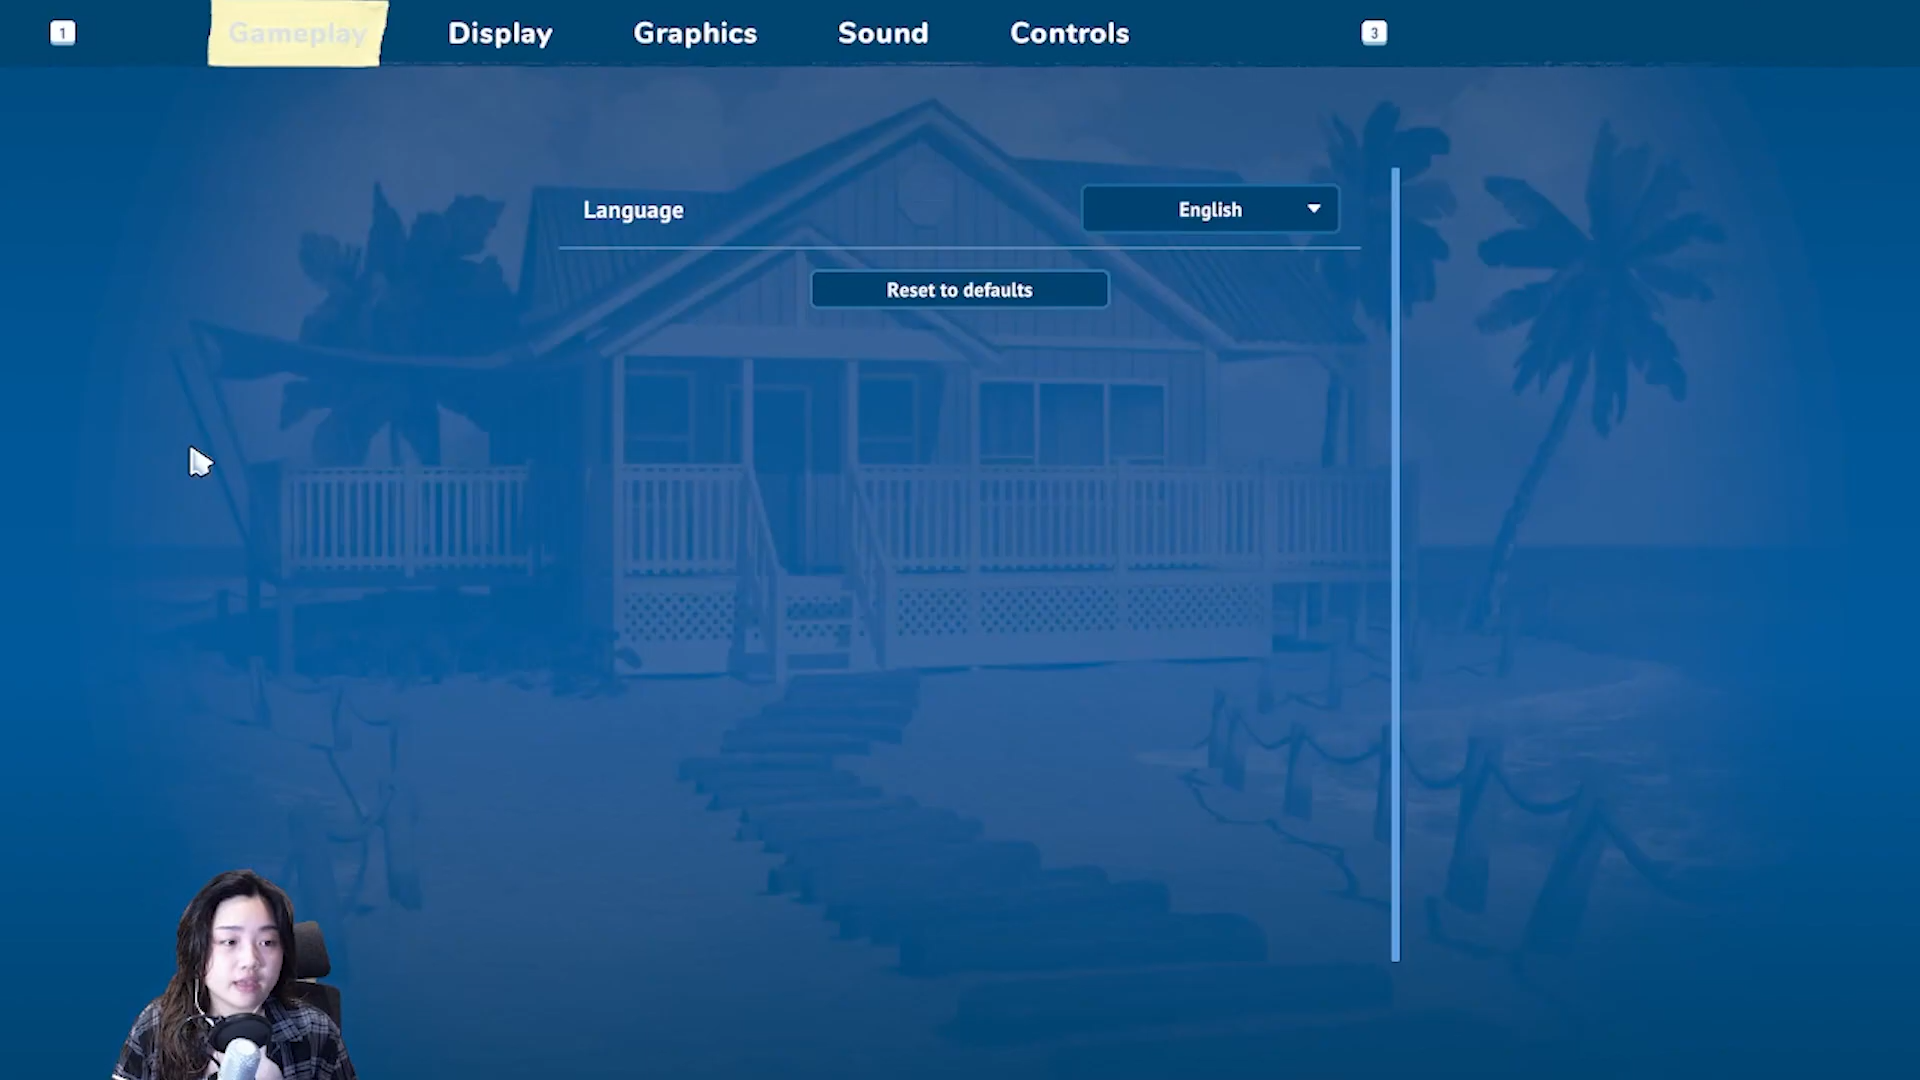 1 Gameplay Display Graphics Sound Controls 3
Language English
Reset to defaults